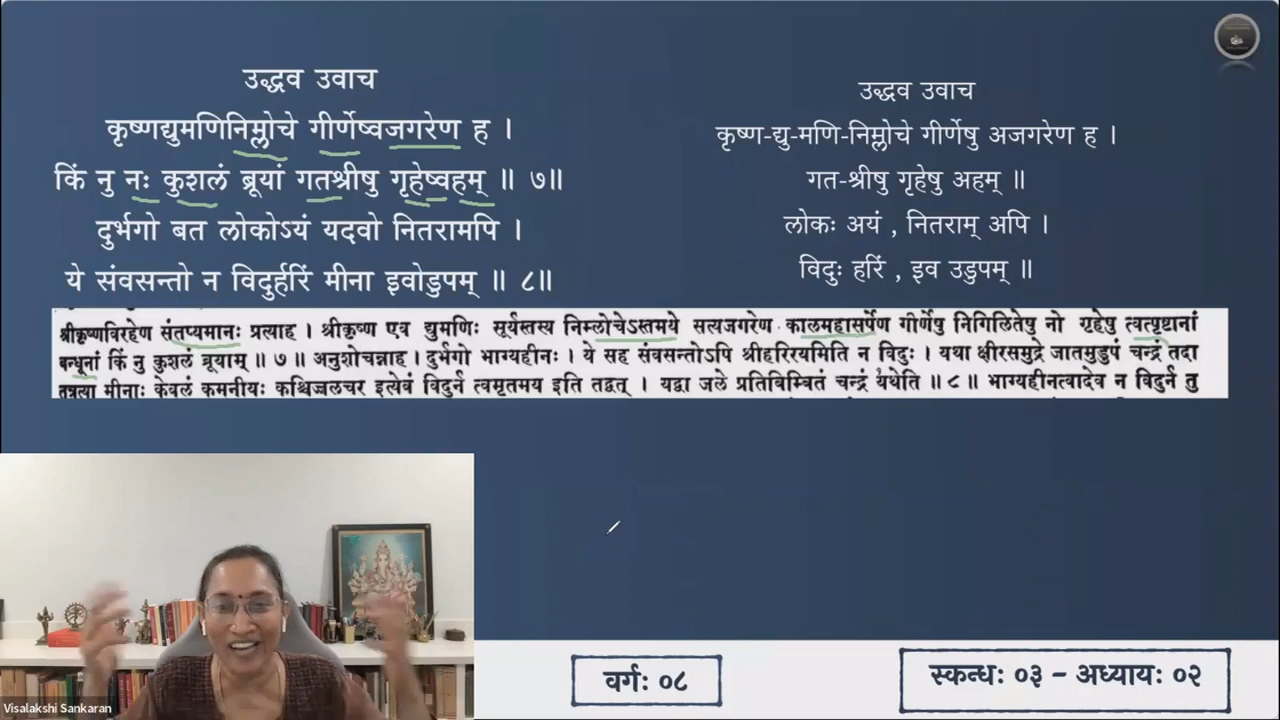 उद्धव उवाच
कृष्णद्युमणिनिम्लोचे गीर्णेष्वजगरेण ह ।
किं नु नः कुशलं ब्रूयां गतश्रीषु गृहेष्वहम् ॥ ७॥
दुर्भगो बत लोकोऽयं यदवो नितरामपि ।
ये संवसन्तो न विदुर्हरिं मीना इवोडुपम् ॥ ८॥
उद्धव उवाच
कृष्ण-द्यु-मणि-निम्लोचे गीर्णेषु अजगरेण ह ।
गत-श्रीषु गृहेषु अहम् ॥
लोकः अयं , नितराम् अपि ।
विदुः हरिं , इव उडुपम् ॥
श्रीकृष्णविरहेण संतप्यमानः प्रत्याह । श्रीकृष्ण एव द्युमणिः सूर्यस्तस्य निम्लोचेऽस्तमये सत्यजगरेण कालमहासर्पेण गीर्णेषु निगिलितेषु नो गृहेषु त्वत्पृष्टानां
बन्धूनां किं नु कुशलं ब्रूयाम् ॥ ७ ॥ अनुशोचन्नाह । दुर्भगो भाग्यहीनः । ये सह संवसन्तोऽपि श्रीहरिरयमिति न विदुः । यथा क्षीरसमुद्रे जातमुडुपं चन्द्रं तदा
तत्रत्या मीनाः केवलं कमनीयः कश्चिज्जलचर इत्येवं विदुर्न त्वमृतमय इति तद्वत् । यद्वा जले प्रतिबिम्बितं चन्द्रं यथेति ॥ ८ ॥ भाग्यहीनत्वादेव न विदुर्न तु
Visalakshi Sankaran
वर्गः ०८
स्कन्धः ०३ - अध्यायः ०२